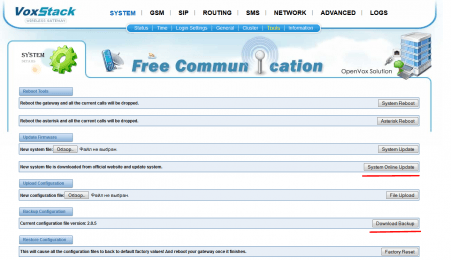 VoxStack
SYSTEM | GSM | SIP | ROUTING | SMS | NETWORK | ADVANCED | LOGS
Status | Time | Login Settings | General | Cluster | Tools | Information
SYSTEM
Free Communication
OpenVox Solution
Reboot Tools
Reboot the gateway and all the current calls will be dropped.
System Reboot
Reboot the asterisk and all the current calls will be dropped.
Asterisk Reboot
Update Firmware
New system file: Обзор... Файл не выбран.
System Update
New system file is downloaded from official website and update system.
System Online Update
Upload Configuration
New configuration file: Обзор... Файл не выбран.
File Upload
Backup Configuration
Current configuration file version: 2.0.5
Download Backup
Restore Configuration
This will cause all the configuration files to back to default factory values! And reboot your gateway once it finishes.
Factory Reset